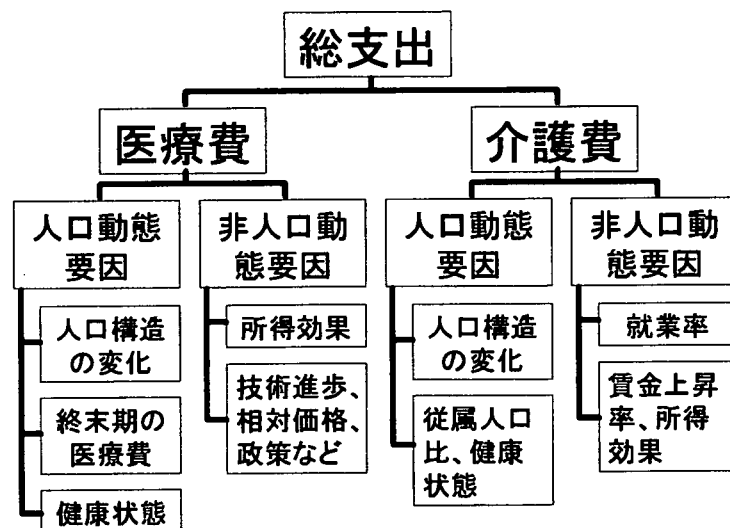 総支出
医療費
介護費
人口動態
要因
非人口動
態要因
人口動態
要因
非人口動
態要因
人口構造
の変化
終末期の
医療費
健康状態
所得効果
技術進歩、
相対価格、
政策など
人口構造
の変化
従属人口
比、健康
状態
就業率
賃金上昇
率、所得
効果